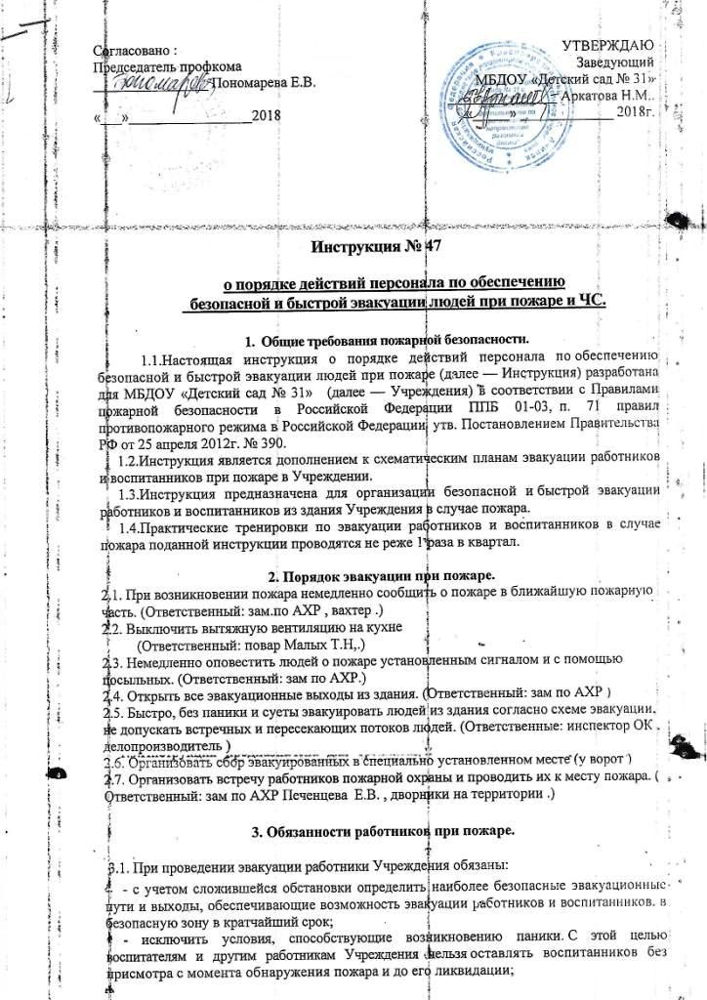 Согласовано :
Председатель профкома
Пономарева Е.В.
«___»__________________2018
УТВЕРЖДАЮ
Заведующий
МБДОУ «Детский сад № 31»
Аркатова Н.М..
«___»______________ 2018г.
Инструкция № 47
о порядке действий персонала по обеспечению
безопасной и быстрой эвакуации людей при пожаре и ЧС.
1. Общие требования пожарной безопасности.
1.1.Настоящая инструкция о порядке действий персонала по обеспечению
безопасной и быстрой эвакуации людей при пожаре (далее — Инструкция) разработана
для МБДОУ «Детский сад № 31» (далее — Учреждения) в соответствии с Правилами
пожарной безопасности в Российской Федерации ППБ 01-03, п. 71 правил
противопожарного режима в Российской Федерации, утв. Постановлением Правительства
РФ от 25 апреля 2012г. № 390.
1.2.Инструкция является дополнением к схематическим планам эвакуации работников
и воспитанников при пожаре в Учреждении.
1.3.Инструкция предназначена для организации безопасной и быстрой эвакуации
работников и воспитанников из здания Учреждения в случае пожара.
1.4.Практические тренировки по эвакуации работников и воспитанников в случае
пожара поданной инструкции проводятся не реже 1 раза в квартал.
2. Порядок эвакуации при пожаре.
2.1. При возникновении пожара немедленно сообщить о пожаре в ближайшую пожарную
часть. (Ответственный: зам.по АХР , вахтер .)
2.2. Выключить вытяжную вентиляцию на кухне
(Ответственный: повар Малых Т.Н,.)
2.3. Немедленно оповестить людей о пожаре установленным сигналом и с помощью
посыльных. (Ответственный: зам по АХР.)
2.4. Открыть все эвакуационные выходы из здания. (Ответственный: зам по АХР )
2.5. Быстро, без паники и суеты эвакуировать людей из здания согласно схеме эвакуации,
не допускать встречных и пересекающих потоков людей. (Ответственные: инспектор ОК ,
делопроизводитель )
2.6. Организовать сбор эвакуированных в специально установленном месте (у ворот )
2.7. Организовать встречу работников пожарной охраны и проводить их к месту пожара. (
Ответственный: зам по АХР Печенцева Е.В. , дворники на территории .)
3. Обязанности работников при пожаре.
3.1. При проведении эвакуации работники Учреждения обязаны:
- с учетом сложившейся обстановки определить наиболее безопасные эвакуационные
пути и выходы, обеспечивающие возможность эвакуации работников и воспитанников. в
безопасную зону в кратчайший срок;
- исключить условия, способствующие возникновению паники. С этой целью
воспитателям и другим работникам Учреждения нельзя оставлять воспитанников без
присмотра с момента обнаружения пожара и до его ликвидации;